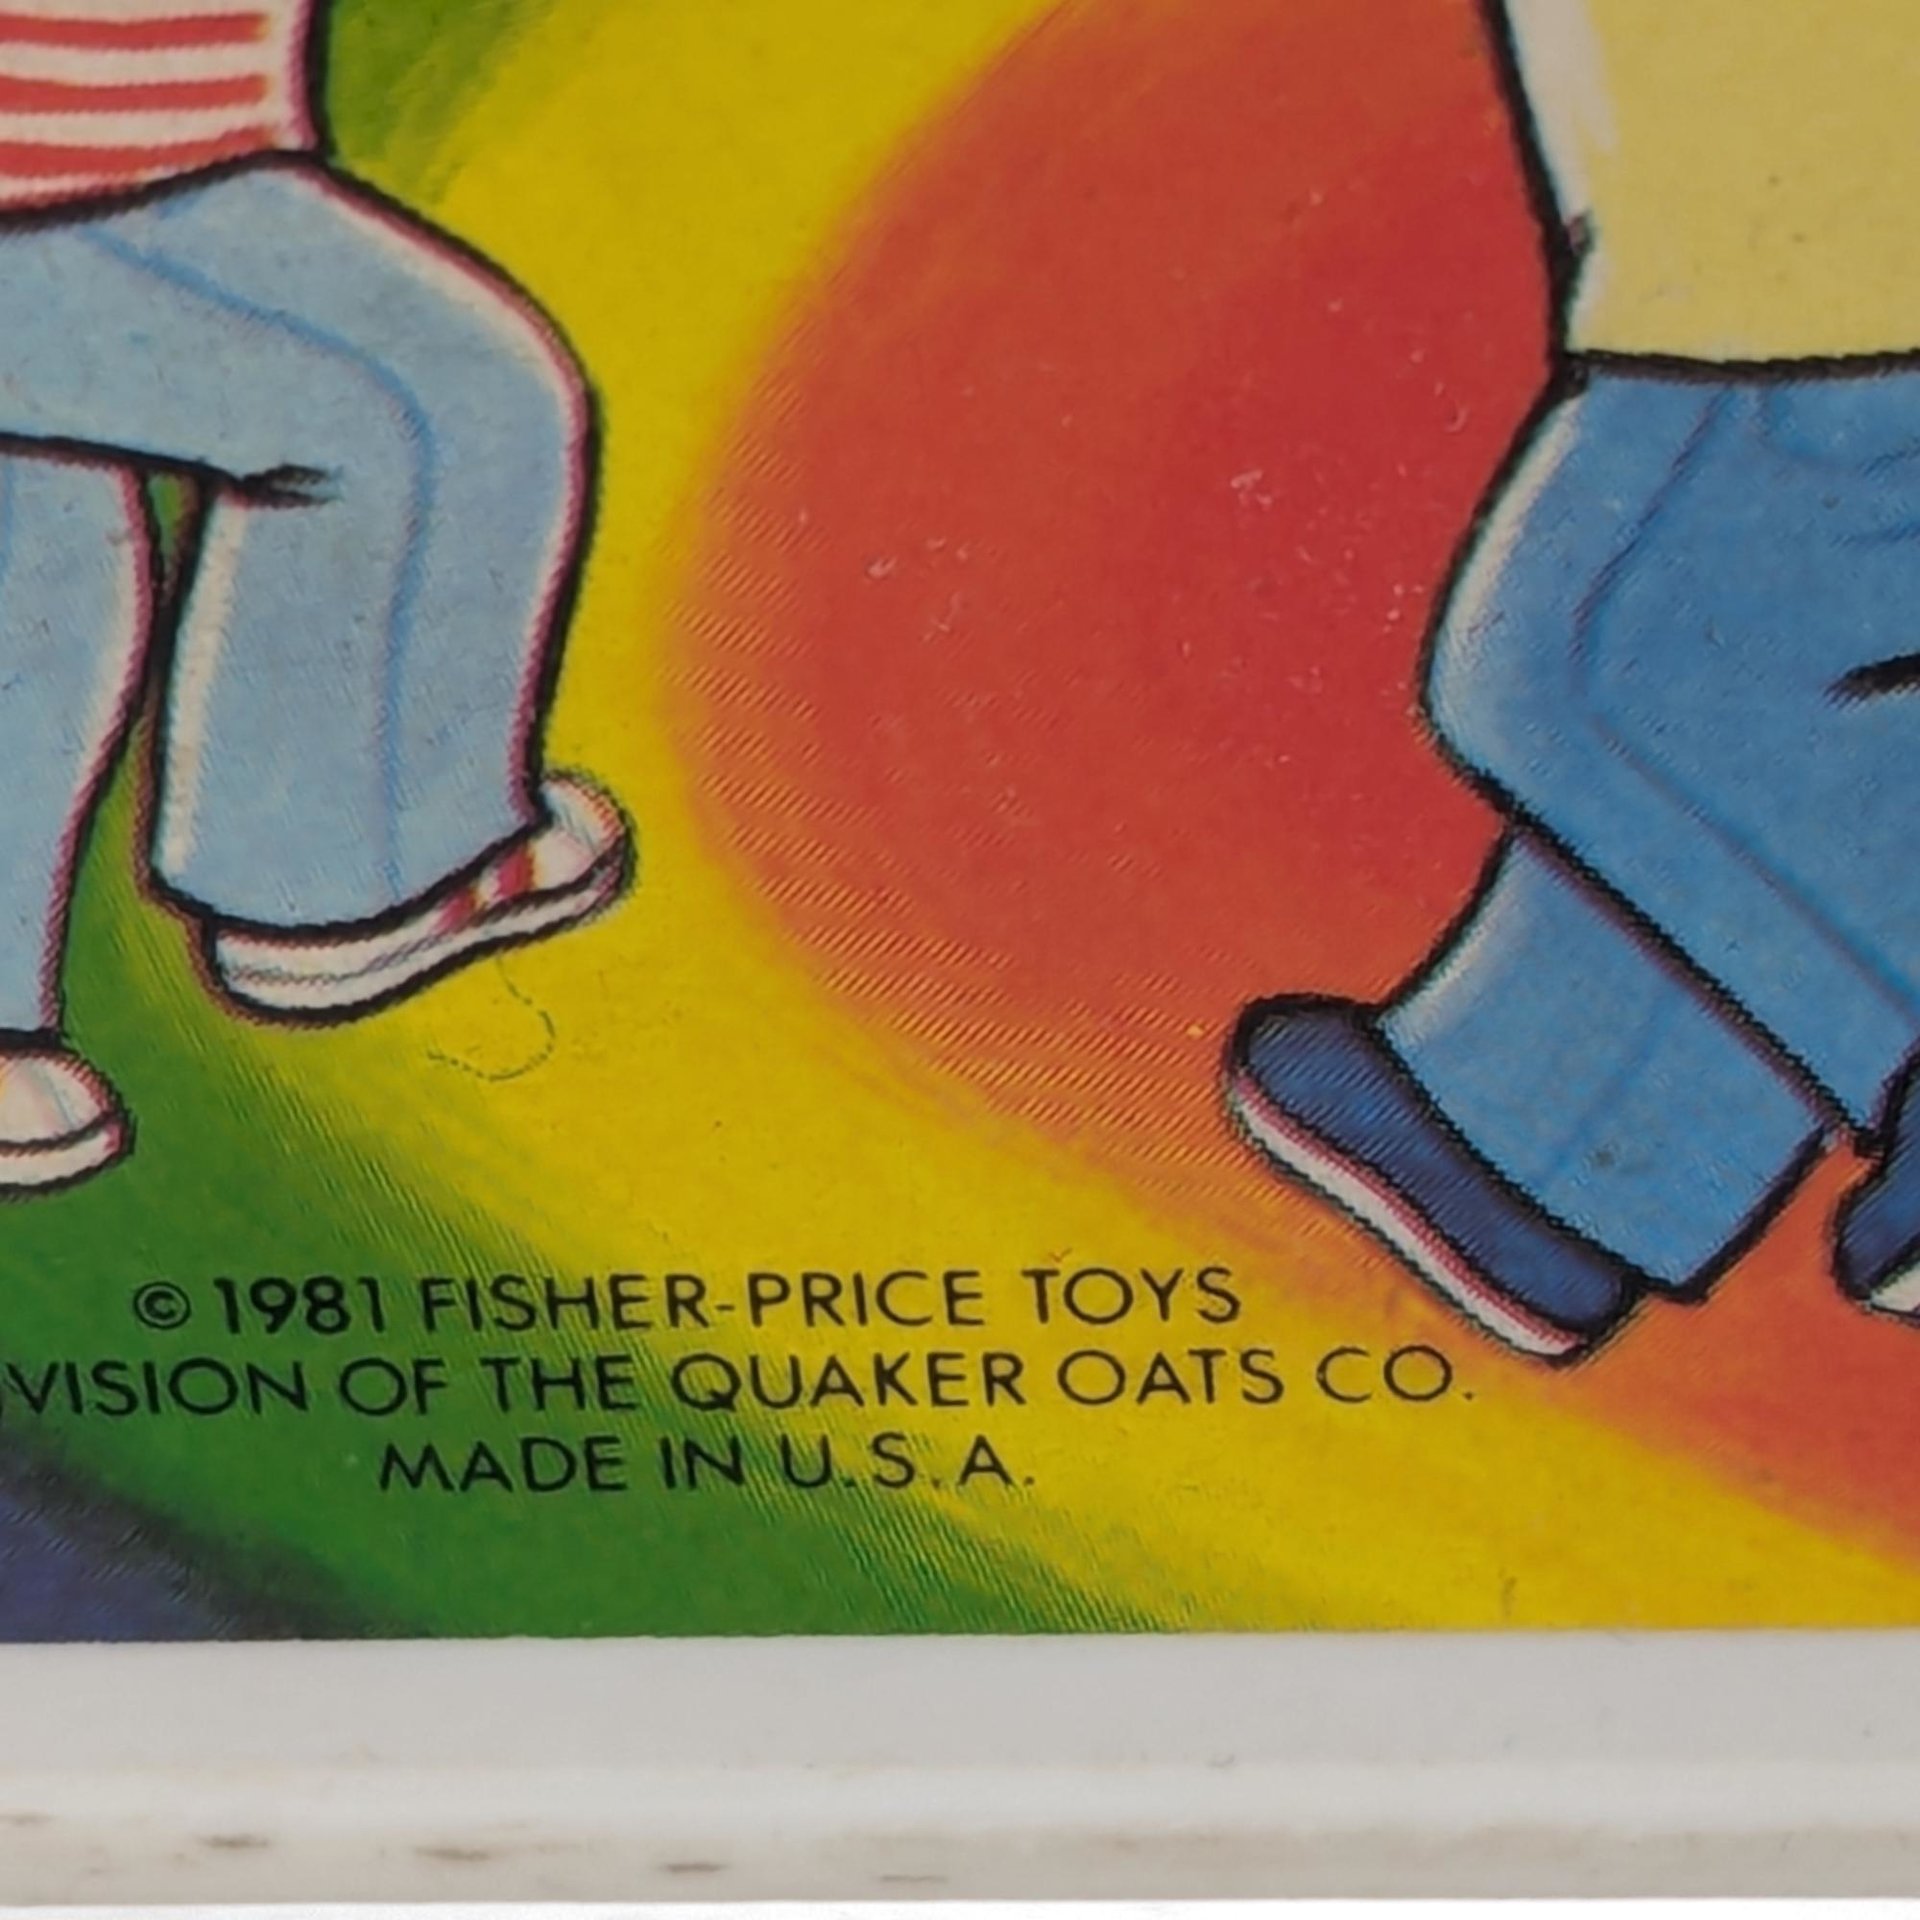 © 1981 FISHER-PRICE TOYS
VISION OF THE QUAKER OATS CO.
MADE IN U.S.A.